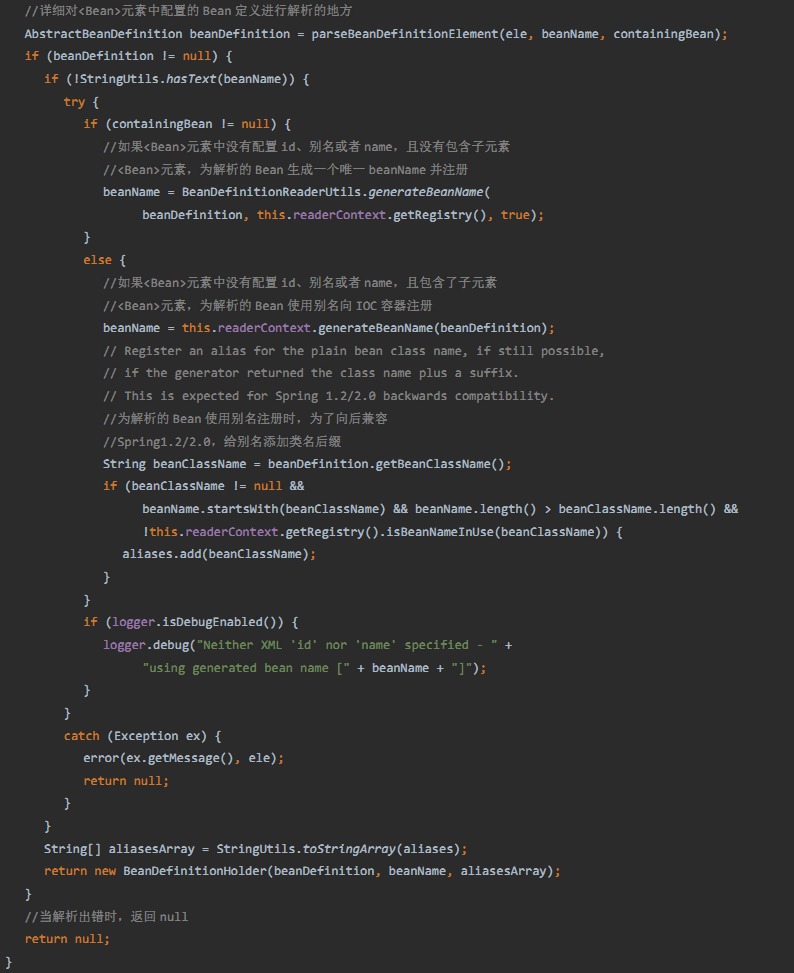 //详细对<Bean>元素中配置的 Bean 定义进行解析的地方
AbstractBeanDefinition beanDefinition = parseBeanDefinitionElement(ele, beanName, containingBean);
if (beanDefinition != null) {
if (!StringUtils.hasText(beanName)) {
try {
if (containingBean != null) {
//如果<Bean>元素中没有配置 id、别名或者 name，且没有包含子元素
//<Bean>元素，为解析的 Bean 生成一个唯一 beanName 并注册
beanName = BeanDefinitionReaderUtils.generateBeanName(
beanDefinition, this.readerContext.getRegistry(), true);
}
else {
//如果<Bean>元素中没有配置 id、别名或者 name，且包含了子元素
//<Bean>元素，为解析的 Bean 使用别名向 IOC 容器注册
beanName = this.readerContext.generateBeanName(beanDefinition);
// Register an alias for the plain bean class name, if still possible,
// if the generator returned the class name plus a suffix.
// This is expected for Spring 1.2/2.0 backwards compatibility.
//为解析的 Bean 使用别名注册时，为了向后兼容
//Spring1.2/2.0，给别名添加类名后缀
String beanClassName = beanDefinition.getBeanClassName();
if (beanClassName != null &&
beanName.startsWith(beanClassName) && beanName.length() > beanClassName.length() &&
!this.readerContext.getRegistry().isBeanNameInUse(beanClassName)) {
aliases.add(beanClassName);
}
}
if (logger.isDebugEnabled()) {
logger.debug("Neither XML 'id' nor 'name' specified - " +
"using generated bean name [" + beanName + "]");
}
}
catch (Exception ex) {
error(ex.getMessage(), ele);
return null;
}
}
String[] aliasesArray = StringUtils.toStringArray(aliases);
return new BeanDefinitionHolder(beanDefinition, beanName, aliasesArray);
}
//当解析出错时，返回 null
return null;
}